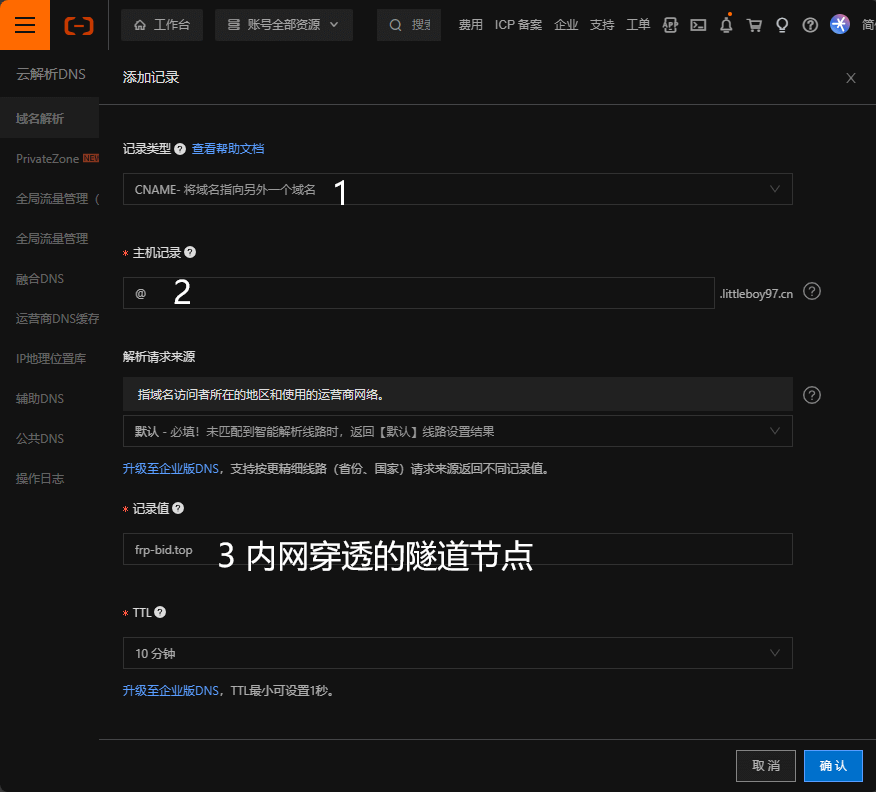 工作台
账号全部资源
搜
费用
ICP 备案
企业
支持
工单
简
云解析DNS
域名解析
PrivateZone NEW
全局流量管理（
全局流量管理
融合DNS
运营商DNS缓存
IP地理位置库
辅助DNS
公共DNS
操作日志
添加记录
记录类型 ? 查看帮助文档
CNAME- 将域名指向另外一个域名 1
* 主机记录 ?
@ 2 .littleboy97.cn ?
解析请求来源
指域名访问者所在的地区和使用的运营商网络。 ?
默认 - 必填！未匹配到智能解析线路时，返回【默认】线路设置结果
升级至企业版DNS，支持按更精细线路（省份、国家）请求来源返回不同记录值。
* 记录值 ?
frp-bid.top 3 内网穿透的隧道节点
* TTL ?
10 分钟
升级至企业版DNS，TTL最小可设置1秒。
取 消
确 认